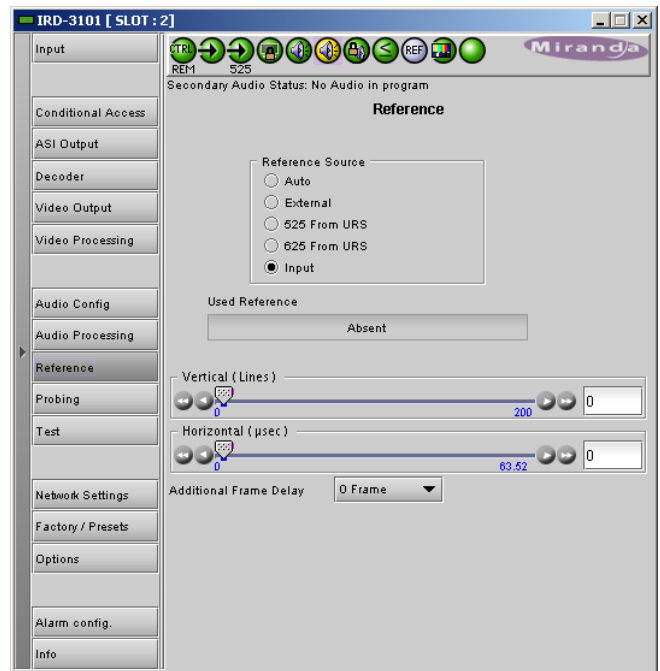 IRD-3101 [ SLOT : 2]
Input
Conditional Access
ASI Output
Decoder
Video Output
Video Processing
Audio Config
Audio Processing
Reference
Probing
Test
Network Settings
Factory / Presets
Options
Alarm config.
Info
CTRL
REM
525
REF
Miranda
Secondary Audio Status: No Audio in program
Reference
Reference Source
Auto
External
525 From URS
625 From URS
Input
Used Reference
Absent
Vertical ( Lines )
0
200
0
Horizontal ( µsec )
0
63.52
0
Additional Frame Delay
0 Frame